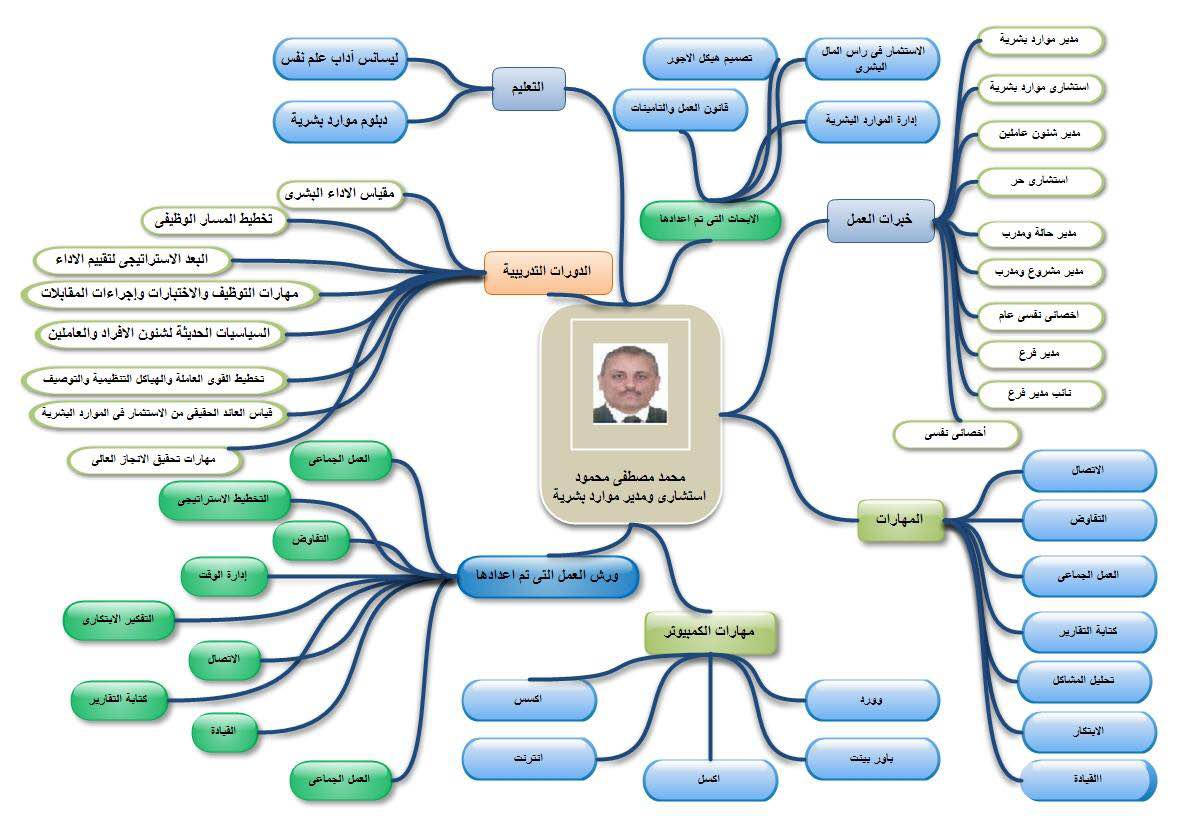 محمد مصطفى محمود
استشارى ومدير موارد بشرية
خبرات العمل
مدير موارد بشرية
استشارى موارد بشرية
مدير شئون عاملين
استشارى حر
مدير حالة ومدرب
مدير مشروع ومدرب
اخصائى نفسى عام
مدير فرع
نائب مدير فرع
أخصائى نفسى
المهارات
الاتصال
التفاوض
العمل الجماعى
كتابة التقارير
تحليل المشاكل
الابتكار
االقيادة
مهارات الكمبيوتر
وورد
باور بينت
اكسل
انترنت
اكسس
ورش العمل التى تم اعدادها
العمل الجماعى
التخطيط الاستراتيجى
التفاوض
إدارة الوقت
التفكير الابتكارى
الاتصال
كتابة التقارير
القيادة
العمل الجماعى
الدورات التدريبية
مقياس الاداء البشرى
تخطيط المسار الوظيفى
البعد الاستراتيجى لتقييم الاداء
مهارات التوظيف والاختبارات وإجراءات المقابلات
السياسيات الحديثة لشئون الافراد والعاملين
تخطيط القوى العاملة والهياكل التنظيمية والتوصيف
قياس العائد الحقيقى من الاستثمار فى الموارد البشرية
مهارات تحقيق الانجاز العالى
التعليم
ليسانس آداب علم نفس
دبلوم موارد بشرية
الابحاث التى تم اعدادها
الاستثمار فى راس المال
البشرى
تصميم هيكل الاجور
إدارة الموارد البشرية
قانون العمل والتامينات